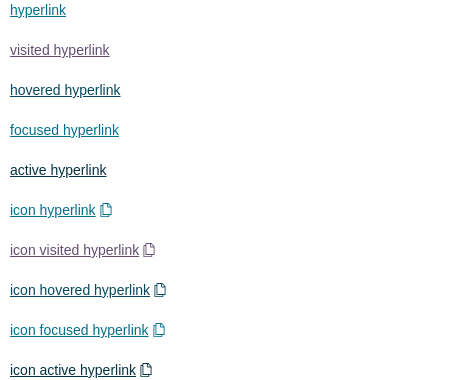 hyperlink
visited hyperlink
hovered hyperlink
focused hyperlink
active hyperlink
icon hyperlink
icon visited hyperlink
icon hovered hyperlink
icon focused hyperlink
icon active hyperlink